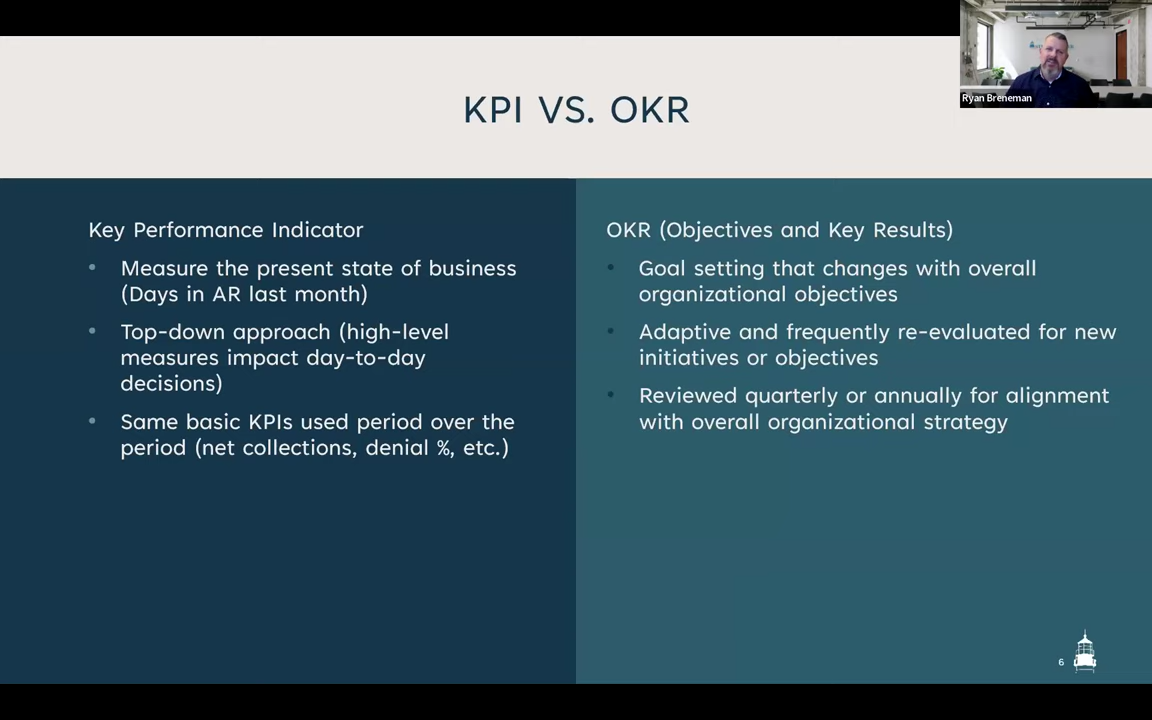 KPI VS. OKR
Ryan Breneman
Key Performance Indicator
• Measure the present state of business
(Days in AR last month)
• Top-down approach (high-level
measures impact day-to-day
decisions)
• Same basic KPIs used period over the
period (net collections, denial %, etc.)
OKR (Objectives and Key Results)
• Goal setting that changes with overall
organizational objectives
• Adaptive and frequently re-evaluated for new
initiatives or objectives
• Reviewed quarterly or annually for alignment
with overall organizational strategy
6